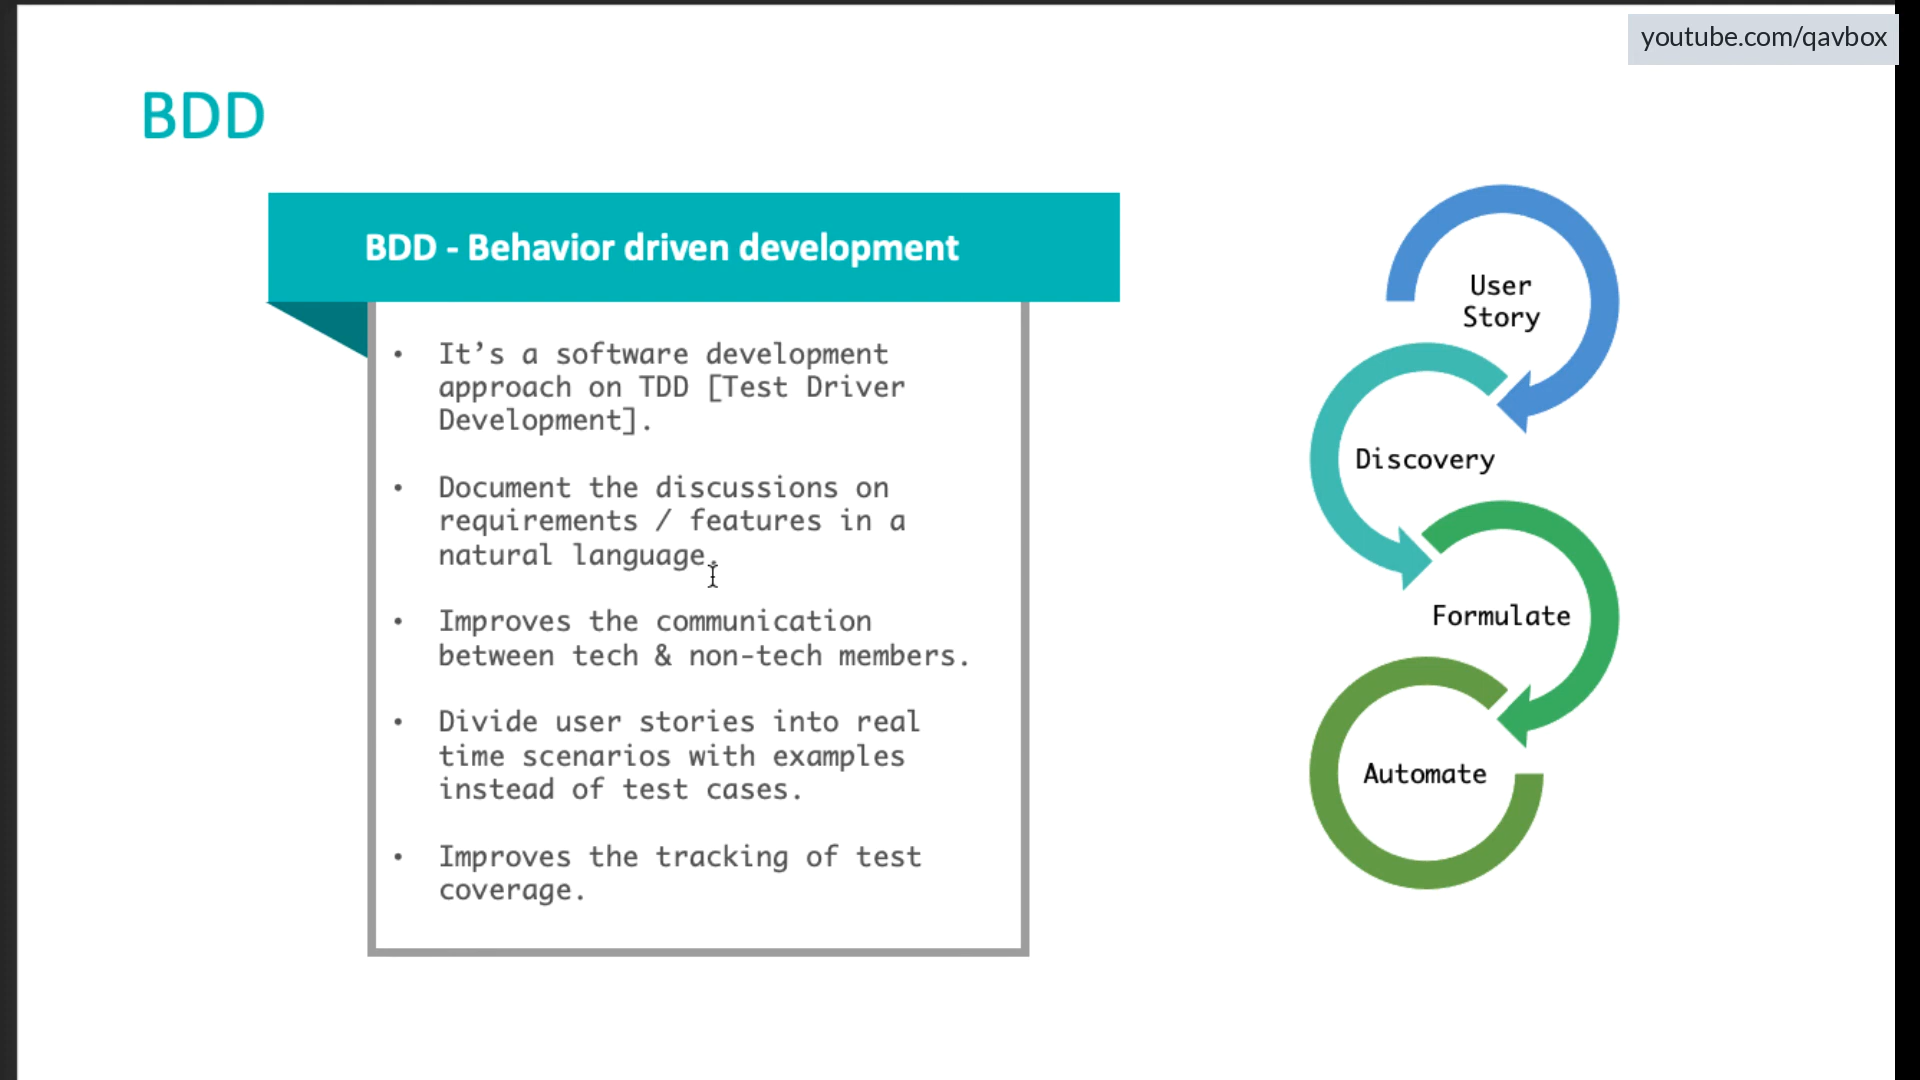 youtube.com/qavbox
BDD
BDD - Behavior driven development
• It’s a software development
approach on TDD [Test Driver
Development].
• Document the discussions on
requirements / features in a
natural language.
• Improves the communication
between tech & non-tech members.
• Divide user stories into real
time scenarios with examples
instead of test cases.
• Improves the tracking of test
coverage.
User
Story
Discovery
Formulate
Automate